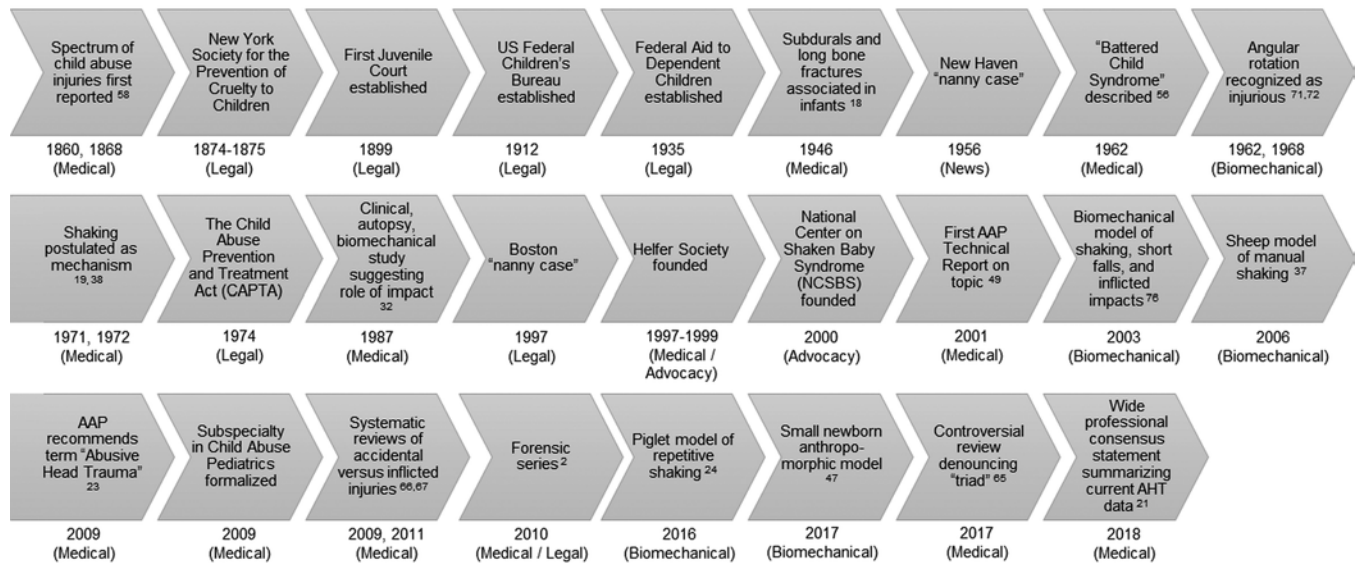 Spectrum of
child abuse
injuries first
reported 58
1860, 1868
(Medical)
New York
Society for the
Prevention of
Cruelty to
Children
1874-1875
(Legal)
First Juvenile
Court
established
1899
(Legal)
US Federal
Children's
Bureau
established
1912
(Legal)
Federal Aid to
Dependent
Children
established
1935
(Legal)
Subdurals and
long bone
fractures
associated in
infants 18
1946
(Medical)
New Haven
“nanny case”
1956
(News)
“Battered
Child
Syndrome”
described 56
1962
(Medical)
Angular
rotation
recognized as
injurious 71,72
1962, 1968
(Biomechanical)
Shaking
postulated as
mechanism
19,38
1971, 1972
(Medical)
The Child
Abuse
Prevention
and Treatment
Act (CAPTA)
1974
(Legal)
Clinical,
autopsy,
biomechanical
study
suggesting
role of impact
32
1987
(Medical)
Boston
“nanny case”
1997
(Legal)
Helfer Society
founded
1997-1999
(Medical /
Advocacy)
National
Center on
Shaken Baby
Syndrome
(NCSBS)
founded
2000
(Advocacy)
First AAP
Technical
Report on
topic 49
2001
(Medical)
Biomechanical
model of
shaking, short
falls, and
inflicted
impacts 76
2003
(Biomechanical)
Sheep model
of manual
shaking 37
2006
(Biomechanical)
AAP
recommends
term “Abusive
Head Trauma”
23
2009
(Medical)
Subspecialty
in Child Abuse
Pediatrics
formalized
2009
(Medical)
Systematic
reviews of
accidental
versus inflicted
injuries 66,67
2009, 2011
(Medical)
Forensic
series 2
2010
(Medical / Legal)
Piglet model of
repetitive
shaking 24
2016
(Biomechanical)
Small newborn
anthropo-
morphic model
47
2017
(Biomechanical)
Controversial
review
denouncing
“triad” 65
2017
(Medical)
Wide
professional
consensus
statement
summarizing
current AHT
data 21
2018
(Medical)